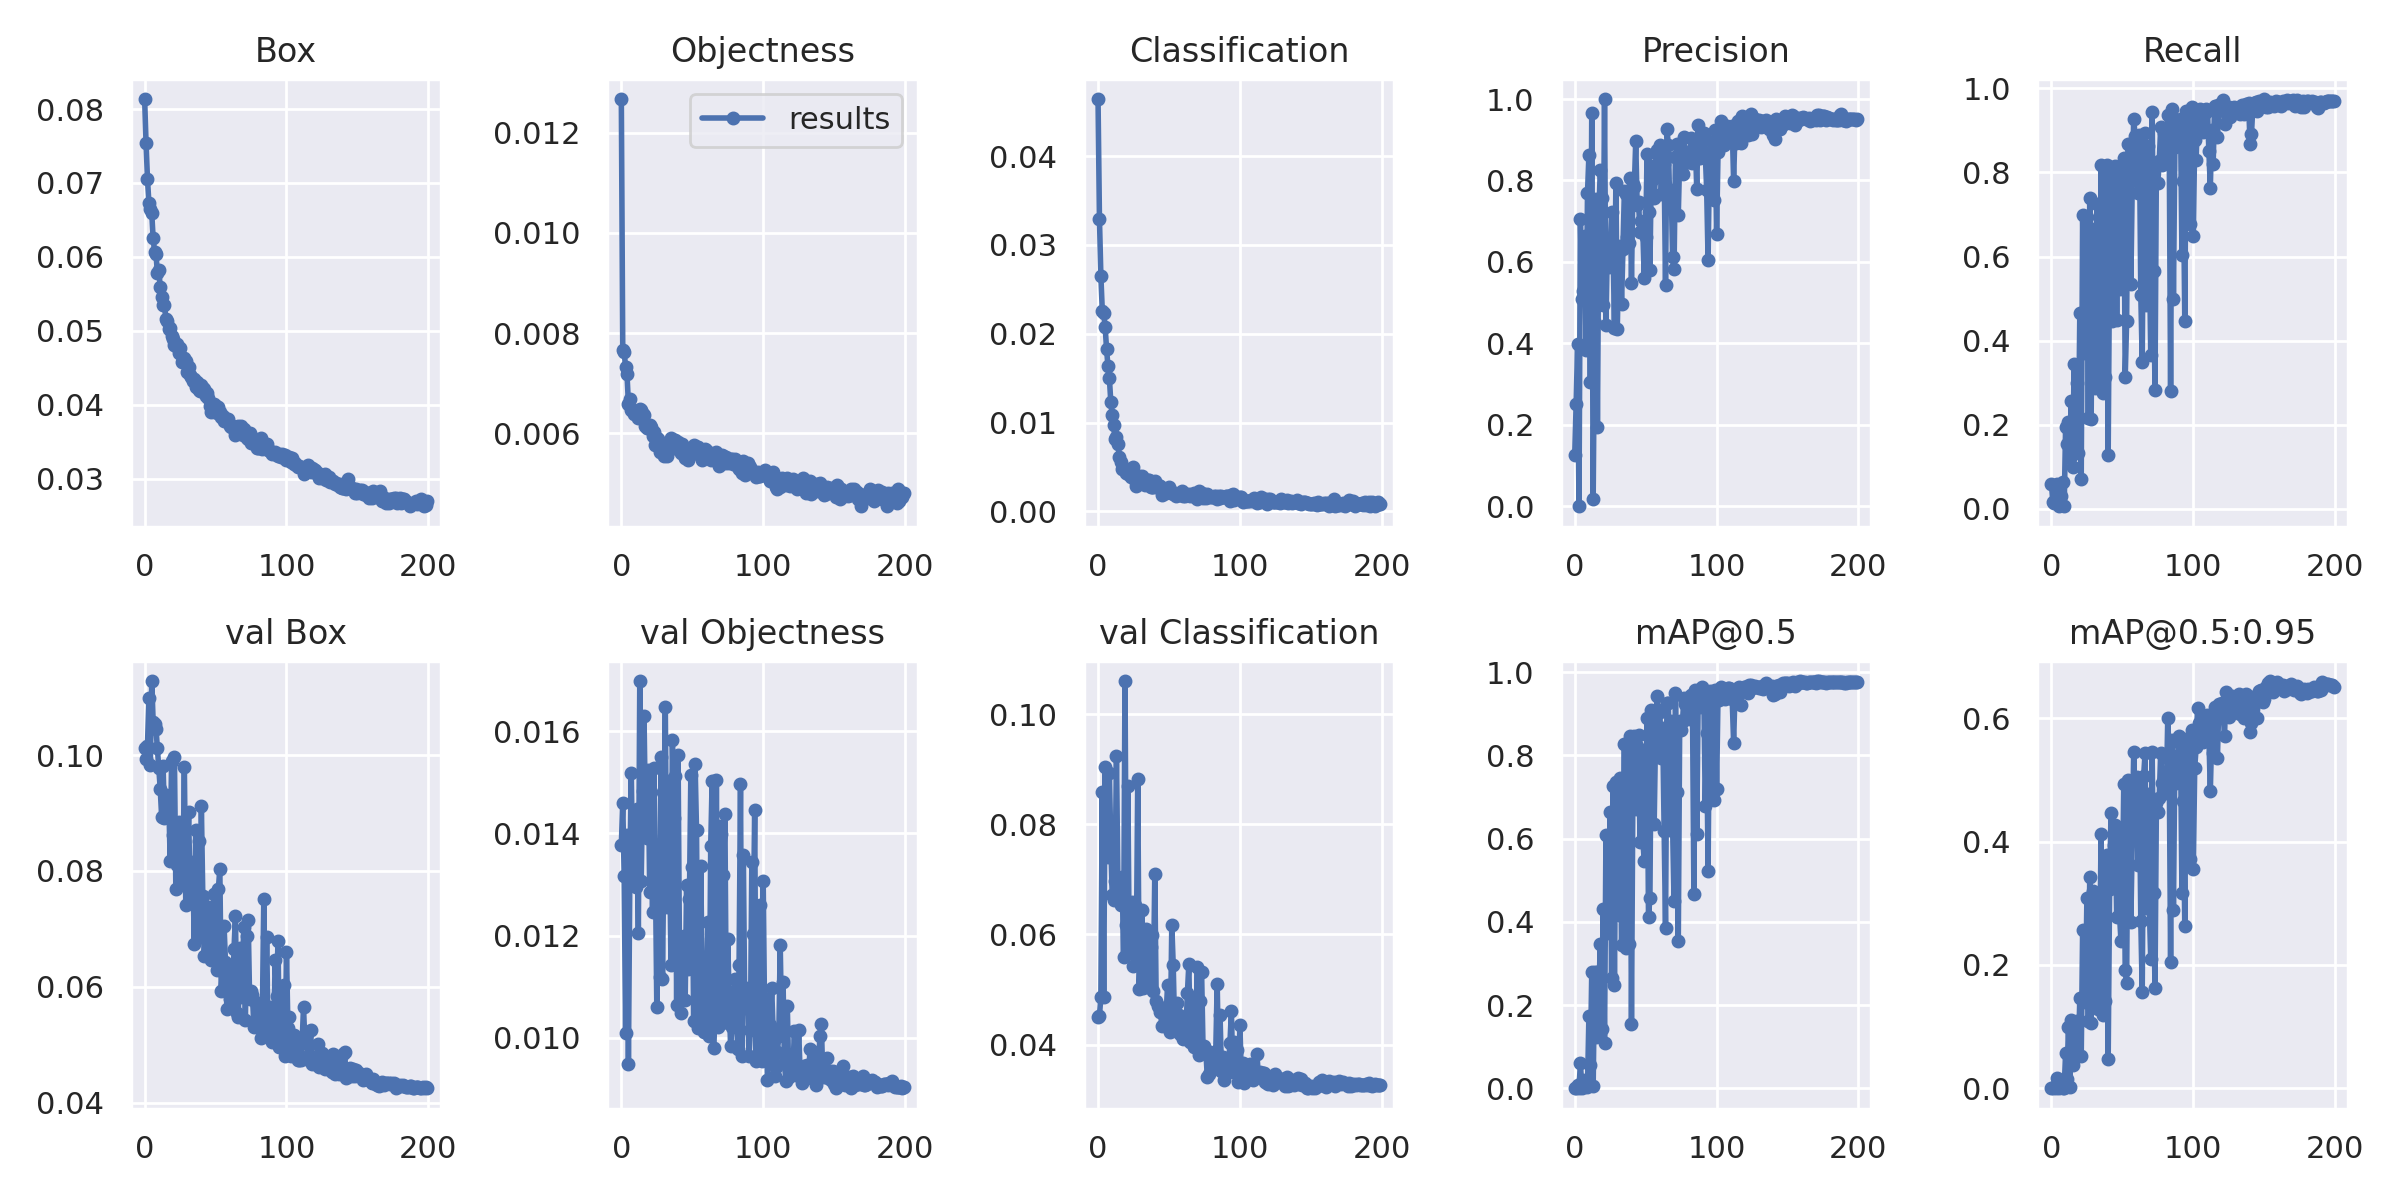 Box
0.08
0.07
0.06
0.05
0.04
0.03
0 100 200
Objectness
results
0.012
0.010
0.008
0.006
0 100 200
Classification
0.04
0.03
0.02
0.01
0.00
0 100 200
Precision
1.0
0.8
0.6
0.4
0.2
0.0
0 100 200
Recall
1.0
0.8
0.6
0.4
0.2
0.0
0 100 200
val Box
0.10
0.08
0.06
0.04
0 100 200
val Objectness
0.016
0.014
0.012
0.010
0 100 200
val Classification
0.10
0.08
0.06
0.04
0 100 200
mAP@0.5
1.0
0.8
0.6
0.4
0.2
0.0
0 100 200
mAP@0.5:0.95
0.6
0.4
0.2
0.0
0 100 200